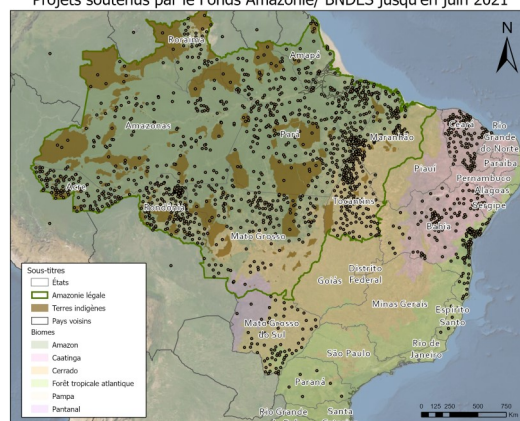 Projets soutenus par le Fonds Amazonie/ BNDES jusqu'en juin 2021
N
Roraima
Amapá
Amazonas
Pará
Maranhão
Ceará
Rio
Grande
do Norte
Paraíba
Piauí
Pernambuco
Alagoas
Sergipe
Acre
Rondônia
Tocantins
Bahia
Mato Grosso
Distrito
Federal
Goiás
Minas Gerais
Espírito
Santo
Mato Grosso
do Sul
São Paulo
Rio de
Janeiro
Paraná
Rio Grande
Santa
Sous-titres
États
Amazonie légale
Terres indigènes
Pays voisins
Biomes
Amazon
Caatinga
Cerrado
Forêt tropicale atlantique
Pampa
Pantanal
0 125 250 500 750
Km